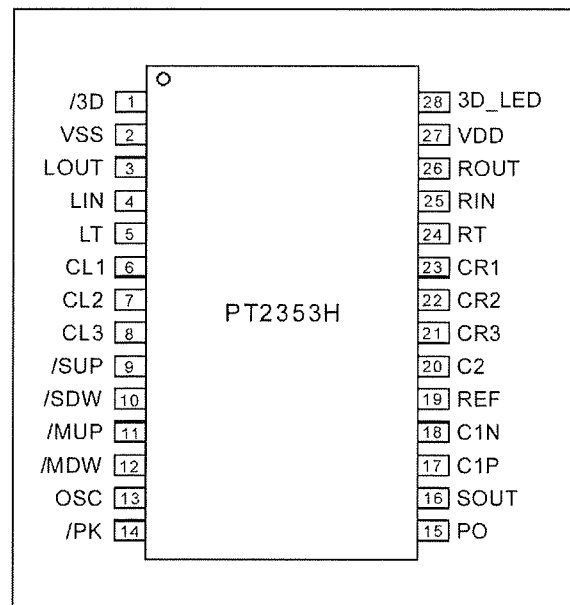 /3D 1 28 3D_LED
VSS 2 27 VDD
LOUT 3 26 ROUT
LIN 4 25 RIN
LT 5 24 RT
CL1 6 23 CR1
CL2 7 22 CR2
PT2353H
CL3 8 21 CR3
/SUP 9 20 C2
/SDW 10 19 REF
/MUP 11 18 C1N
/MDW 12 17 C1P
OSC 13 16 SOUT
/PK 14 15 PO